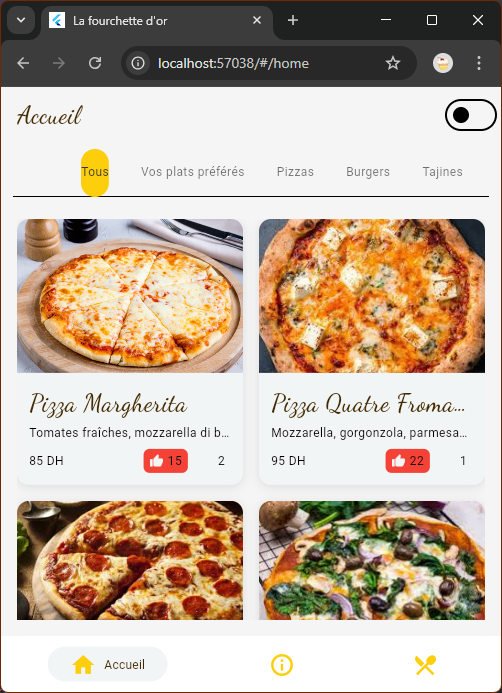 La fourchette d'or
localhost:57038/#/home
Accueil
Tous Vos plats préférés Pizzas Burgers Tajines
Pizza Margherita
Tomates fraîches, mozzarella di b...
85 DH 15 2
Pizza Quatre Froma...
Mozzarella, gorgonzola, parmesa...
95 DH 22 1
Accueil